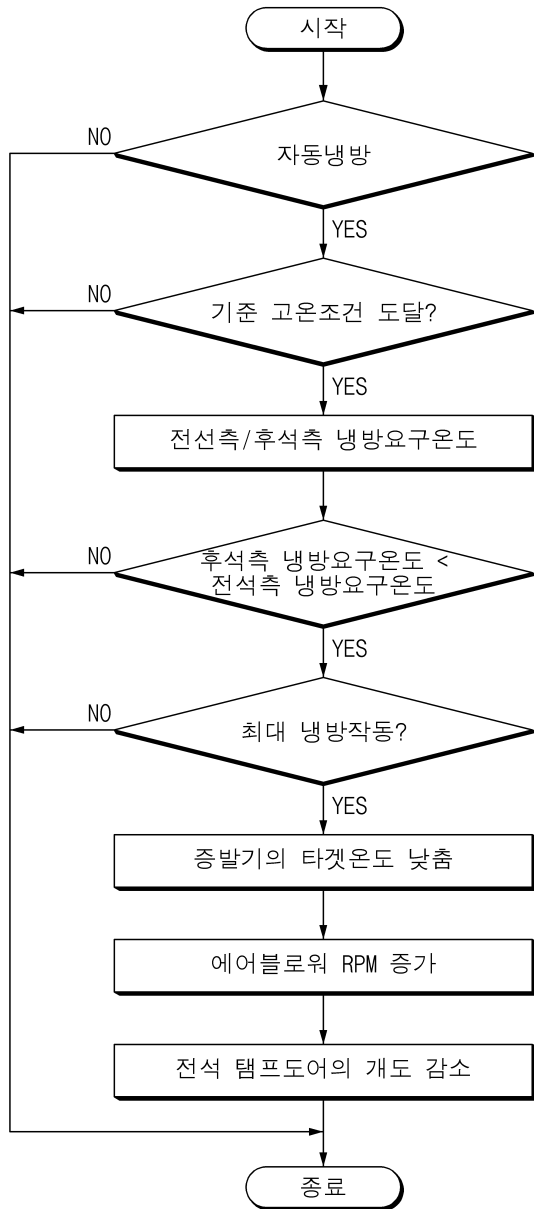 시작
자동냉방
NO
YES
기준 고온조건 도달?
NO
YES
전선측/후석측 냉방요구온도
후석측 냉방요구온도 <
전석측 냉방요구온도
NO
YES
최대 냉방작동?
NO
YES
증발기의 타겟온도 낮춤
에어블로워 RPM 증가
전석 탬프도어의 개도 감소
종료